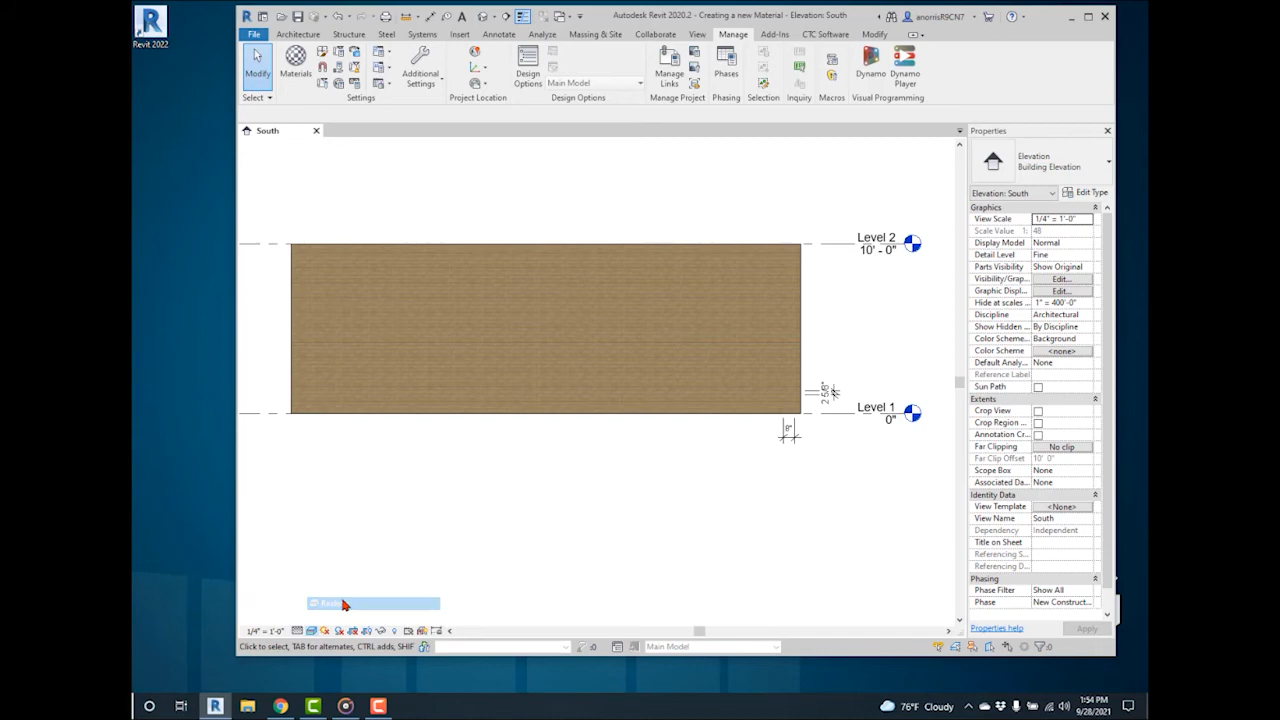 Revit 2022
Autodesk Revit 2020.2 - Creating a new Material - Elevation: South
anorrisR9CN7
File
Architecture
Structure
Steel
Systems
Insert
Annotate
Analyze
Massing & Site
Collaborate
View
Manage
Add-Ins
CTC Software
Modify
Modify
Materials
Additional
Settings
Design
Options
Main Model
Manage
Links
Phases
Dynamo
Dynamo
Player
Select
Settings
Project Location
Design Options
Manage Project
Phasing
Selection
Inquiry
Macros
Visual Programming
South
Properties
Elevation
Building Elevation
Elevation: South
Edit Type
Graphics
View Scale 1/4" = 1'-0"
Scale Value 1: 48
Display Model Normal
Detail Level Fine
Parts Visibility Show Original
Visibility/Grap... Edit...
Graphic Displ... Edit...
Hide at scales ... 1" = 400'-0"
Discipline Architectural
Show Hidden ... By Discipline
Color Scheme... Background
Color Scheme <none>
Default Analy... None
Reference Label
Sun Path
Extents
Crop View
Crop Region ...
Annotation Cr...
Far Clipping No clip
Far Clip Offset 10' 0"
Scope Box None
Associated Da... None
Identity Data
View Template <None>
View Name South
Dependency Independent
Title on Sheet
Referencing S...
Referencing D...
Phasing
Phase Filter Show All
Phase New Construct...
Properties help
Apply
Level 2
10' - 0"
2 5/8"
Level 1
0"
8"
1/4" = 1'-0"
Click to select, TAB for alternates, CTRL adds, SHIF
:0
Main Model
:0
76°F Cloudy
1:54 PM
9/28/2021